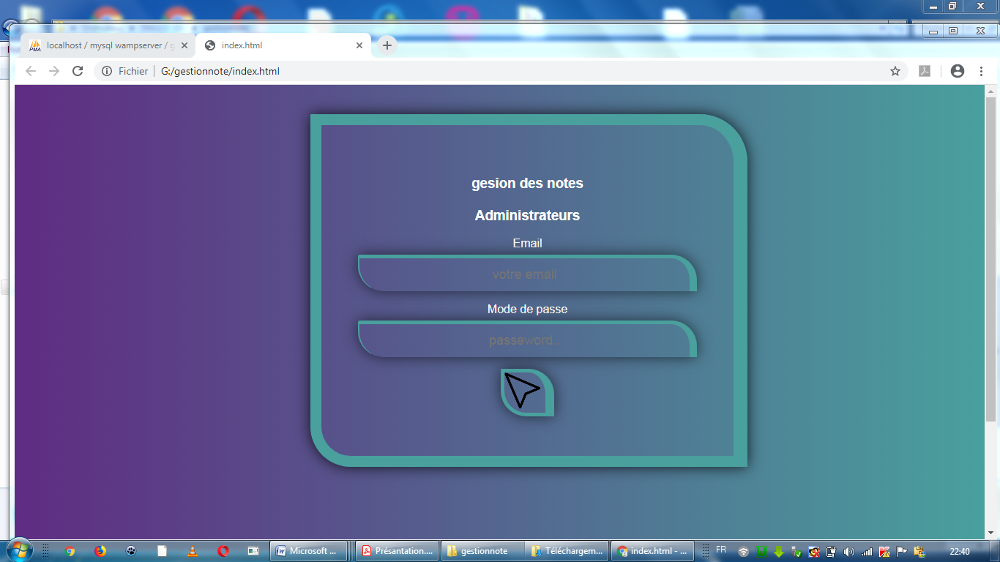 PMA
localhost / mysql wampserver / g
index.html
Fichier
G:/gestionnote/index.html
gesion des notes
Administrateurs
Email
votre email
Mode de passe
passeword..
Microsoft ...
Présantation....
gestionnote
Téléchargem...
index.html - ...
FR
22:40